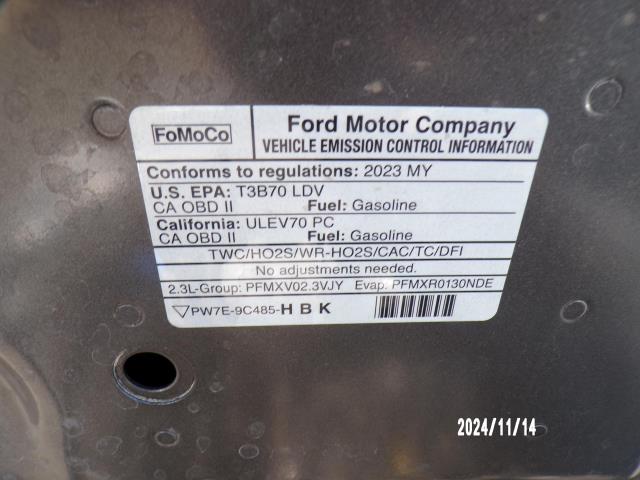 FoMoCo
Ford Motor Company
VEHICLE EMISSION CONTROL INFORMATION
Conforms to regulations: 2023 MY
U.S. EPA: T3B70 LDV
CA OBD II Fuel: Gasoline
California: ULEV70 PC
CA OBD II Fuel: Gasoline
TWC/HO2S/WR-HO2S/CAC/TC/DFI
No adjustments needed.
2.3L-Group: PFMXV02.3VJY Evap: PFMXR0130NDE
PW7E-9C485-H B K
2024/11/14